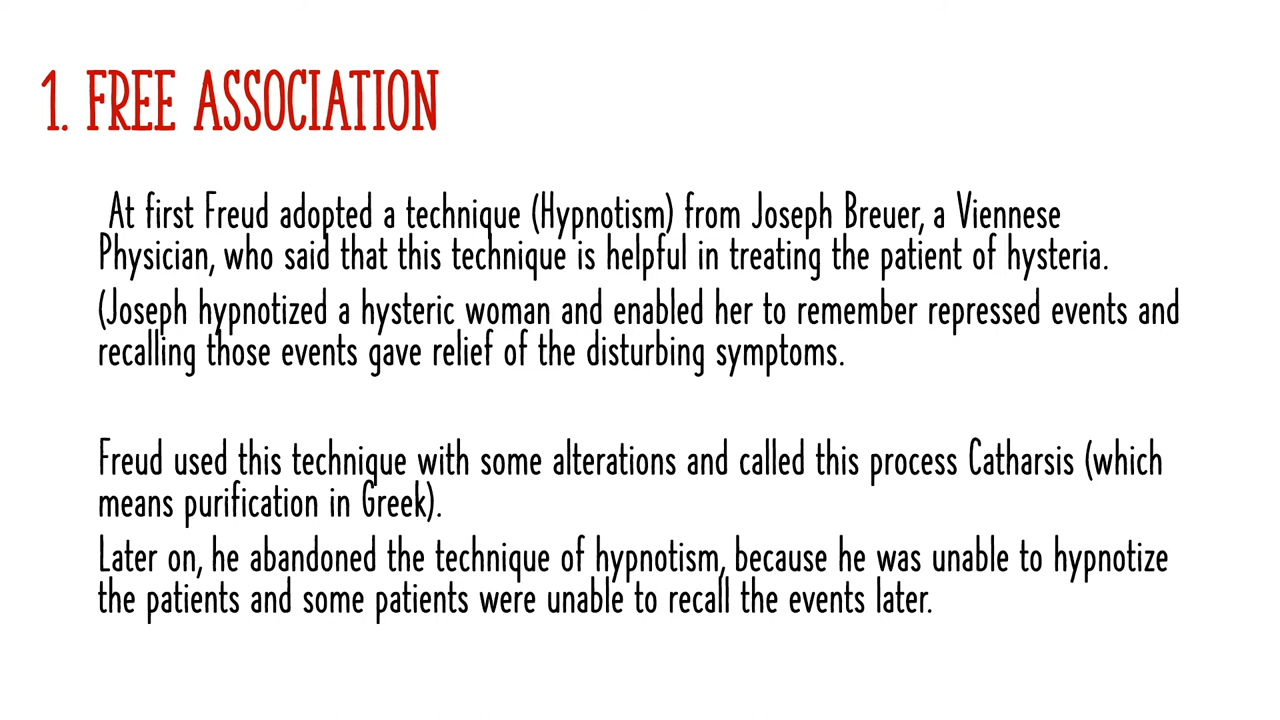 1. FREE ASSOCIATION
At first Freud adopted a technique (Hypnotism) from Joseph Breuer, a Viennese
Physician, who said that this technique is helpful in treating the patient of hysteria.
(Joseph hypnotized a hysteric woman and enabled her to remember repressed events and
recalling those events gave relief of the disturbing symptoms.
Freud used this technique with some alterations and called this process Catharsis (which
means purification in Greek).
Later on, he abandoned the technique of hypnotism, because he was unable to hypnotize
the patients and some patients were unable to recall the events later.